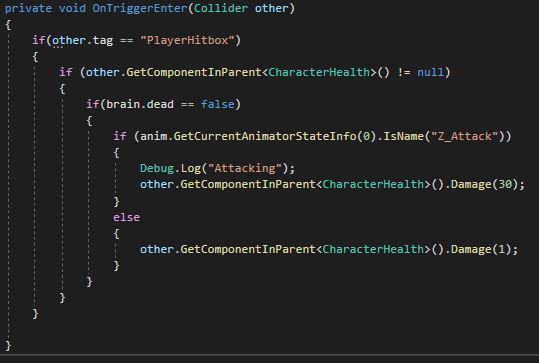 private void OnTriggerEnter(Collider other)
{
    if(other.tag == "PlayerHitbox")
    {
        if (other.GetComponentInParent<CharacterHealth>() != null)
        {
            if(brain.dead == false)
            {
                if (anim.GetCurrentAnimatorStateInfo(0).IsName("Z_Attack"))
                {
                    Debug.Log("Attacking");
                    other.GetComponentInParent<CharacterHealth>().Damage(30);
                }
                else
                {
                    other.GetComponentInParent<CharacterHealth>().Damage(1);
                }
            }
        }
    }
}